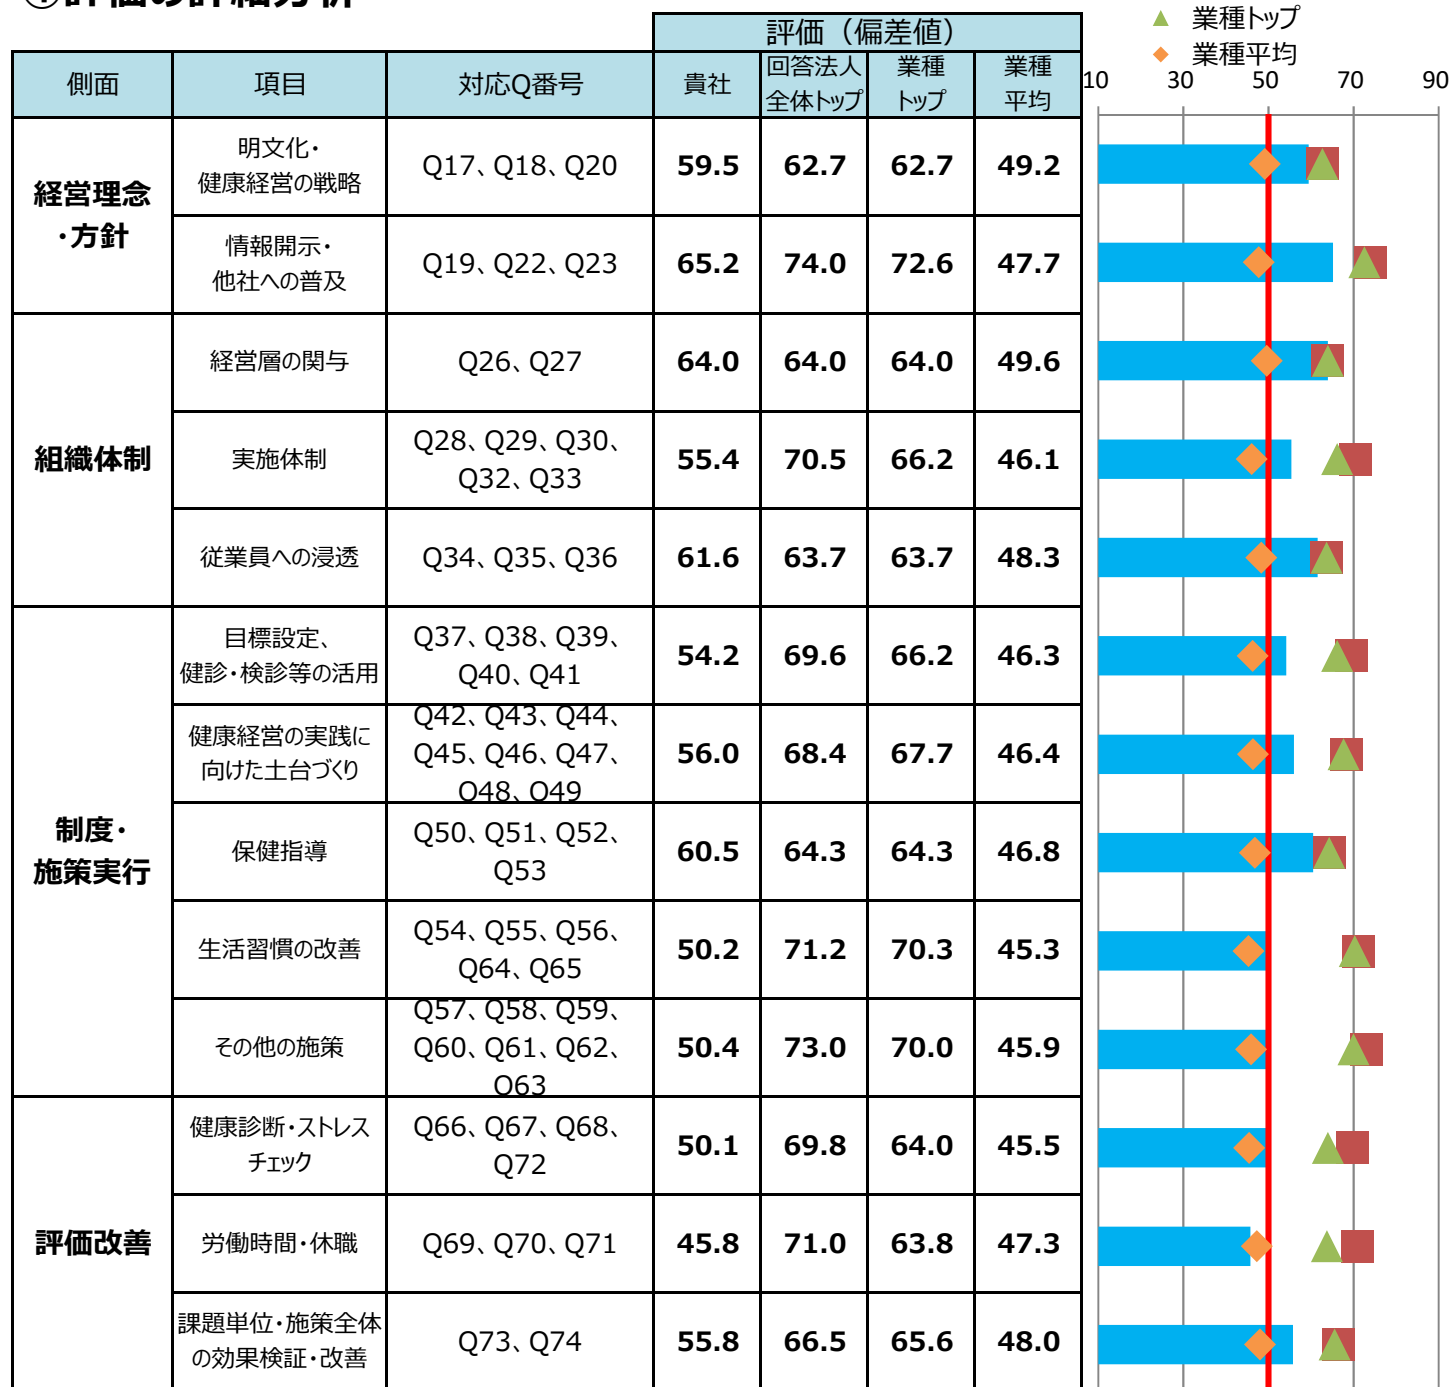 ①評価の詳細分析
▲ 業種トップ
◆ 業種平均
評価（偏差値）
側面 項目 対応Q番号 貴社 回答法人全体トップ 業種トップ 業種平均
10 30 50 70 90
経営理念・方針
明文化・健康経営の戦略 Q17、Q18、Q20 59.5 62.7 62.7 49.2
情報開示・他社への普及 Q19、Q22、Q23 65.2 74.0 72.6 47.7
組織体制
経営層の関与 Q26、Q27 64.0 64.0 64.0 49.6
実施体制 Q28、Q29、Q30、Q32、Q33 55.4 70.5 66.2 46.1
従業員への浸透 Q34、Q35、Q36 61.6 63.7 63.7 48.3
制度・施策実行
目標設定、健診・検診等の活用 Q37、Q38、Q39、Q40、Q41 54.2 69.6 66.2 46.3
健康経営の実践に向けた土台づくり Q42、Q43、Q44、Q45、Q46、Q47、Q48、Q49 56.0 68.4 67.7 46.4
保健指導 Q50、Q51、Q52、Q53 60.5 64.3 64.3 46.8
生活習慣の改善 Q54、Q55、Q56、Q64、Q65 50.2 71.2 70.3 45.3
その他の施策 Q57、Q58、Q59、Q60、Q61、Q62、Q63 50.4 73.0 70.0 45.9
評価改善
健康診断・ストレスチェック Q66、Q67、Q68、Q72 50.1 69.8 64.0 45.5
労働時間・休職 Q69、Q70、Q71 45.8 71.0 63.8 47.3
課題単位・施策全体の効果検証・改善 Q73、Q74 55.8 66.5 65.6 48.0